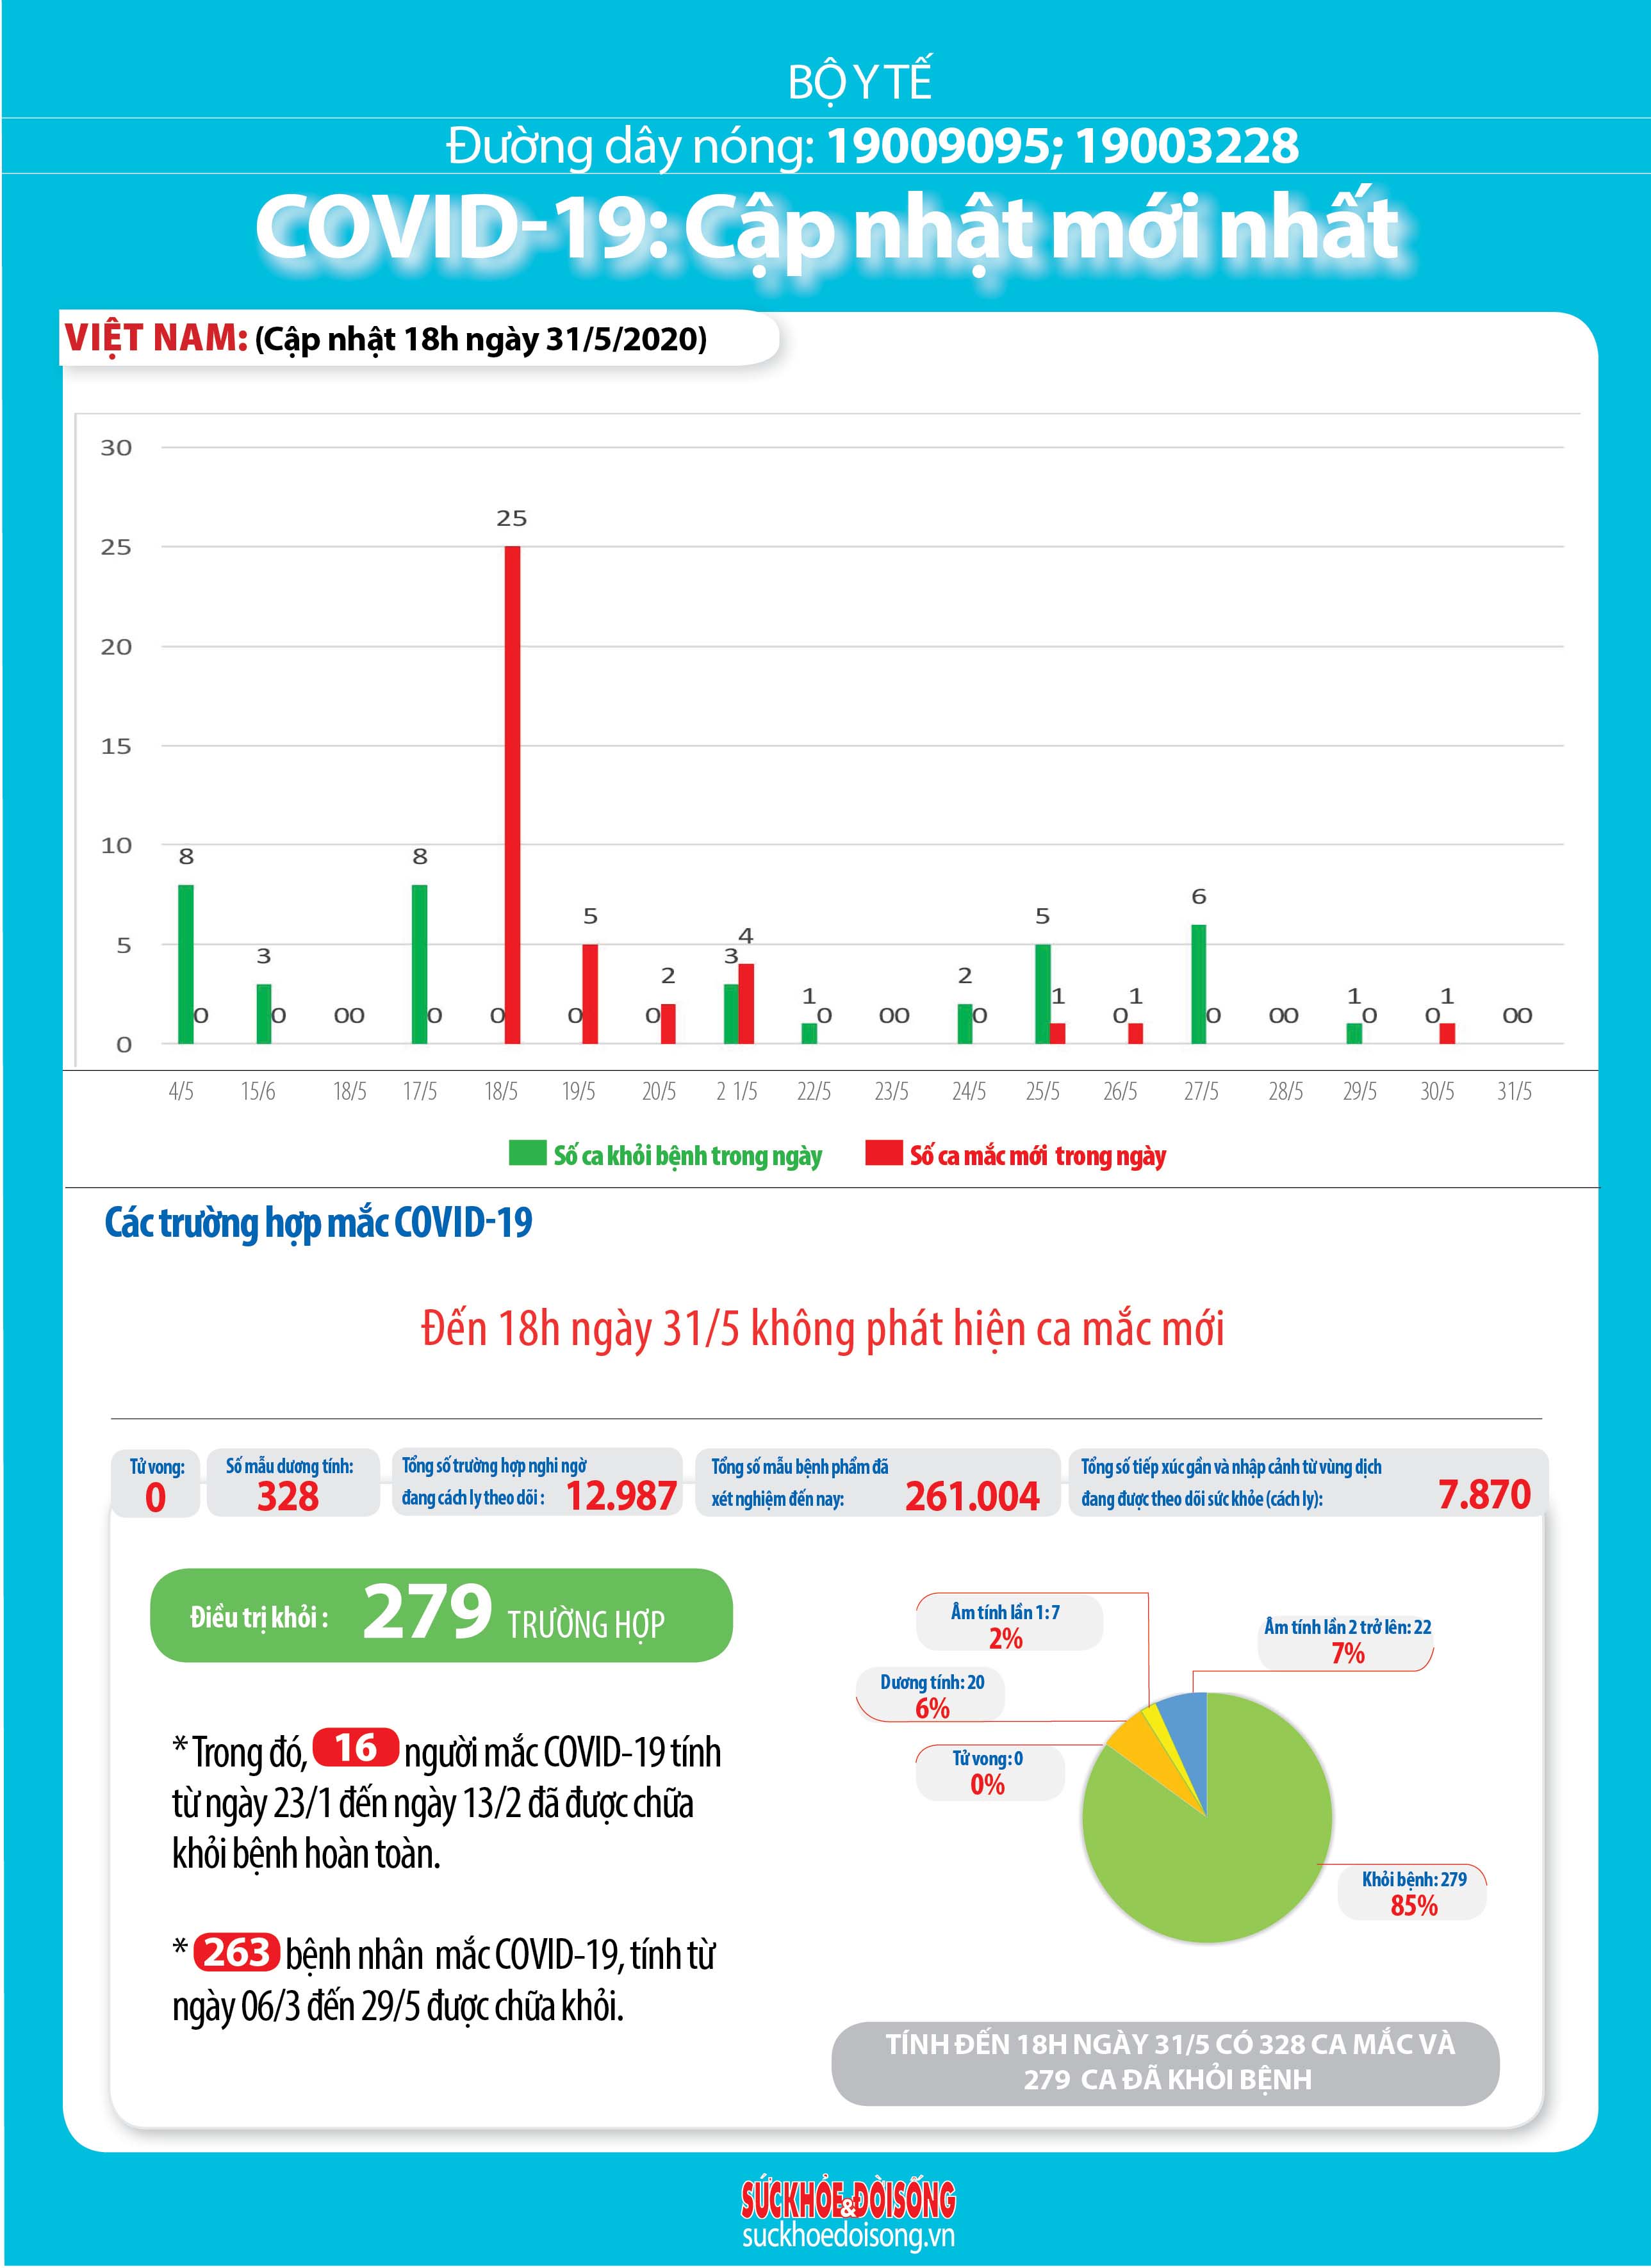 BỘ Y TẾ
Đường dây nóng: 19009095; 19003228
COVID-19: Cập nhật mới nhất
VIỆT NAM: (Cập nhật 18h ngày 31/5/2020)
30
25
20
15
10
5
0
8 0 3 0 0 0 8 0 0 25 0 5 0 2 3 4 1 0 0 0 2 0 5 1 0 1 6 0 0 0 1 0 0 1 0 0
4/5 15/6 18/5 17/5 18/5 19/5 20/5 2 1/5 22/5 23/5 24/5 25/5 26/5 27/5 28/5 29/5 30/5 31/5
Số ca khỏi bệnh trong ngày Số ca mắc mới trong ngày
Các trường hợp mắc COVID-19
Đến 18h ngày 31/5 không phát hiện ca mắc mới
Tử vong:
0
Số mẫu dương tính:
328
Tổng số trường hợp nghi ngờ
đang cách ly theo dõi : 12.987
Tổng số mẫu bệnh phẩm đã
xét nghiệm đến nay: 261.004
Tổng số tiếp xúc gần và nhập cảnh từ vùng dịch
đang được theo dõi sức khỏe (cách ly): 7.870
Điều trị khỏi : 279 TRƯỜNG HỢP
* Trong đó, 16 người mắc COVID-19 tính
từ ngày 23/1 đến ngày 13/2 đã được chữa
khỏi bệnh hoàn toàn.
* 263 bệnh nhân mắc COVID-19, tính từ
ngày 06/3 đến 29/5 được chữa khỏi.
Âm tính lần 1: 7
2%
Âm tính lần 2 trở lên: 22
7%
Dương tính: 20
6%
Tử vong: 0
0%
Khỏi bệnh: 279
85%
TÍNH ĐẾN 18H NGÀY 31/5 CÓ 328 CA MẮC VÀ
279 CA ĐÃ KHỎI BỆNH
SỨC KHỎE & ĐỜI SỐNG
suckhoedoisong.vn